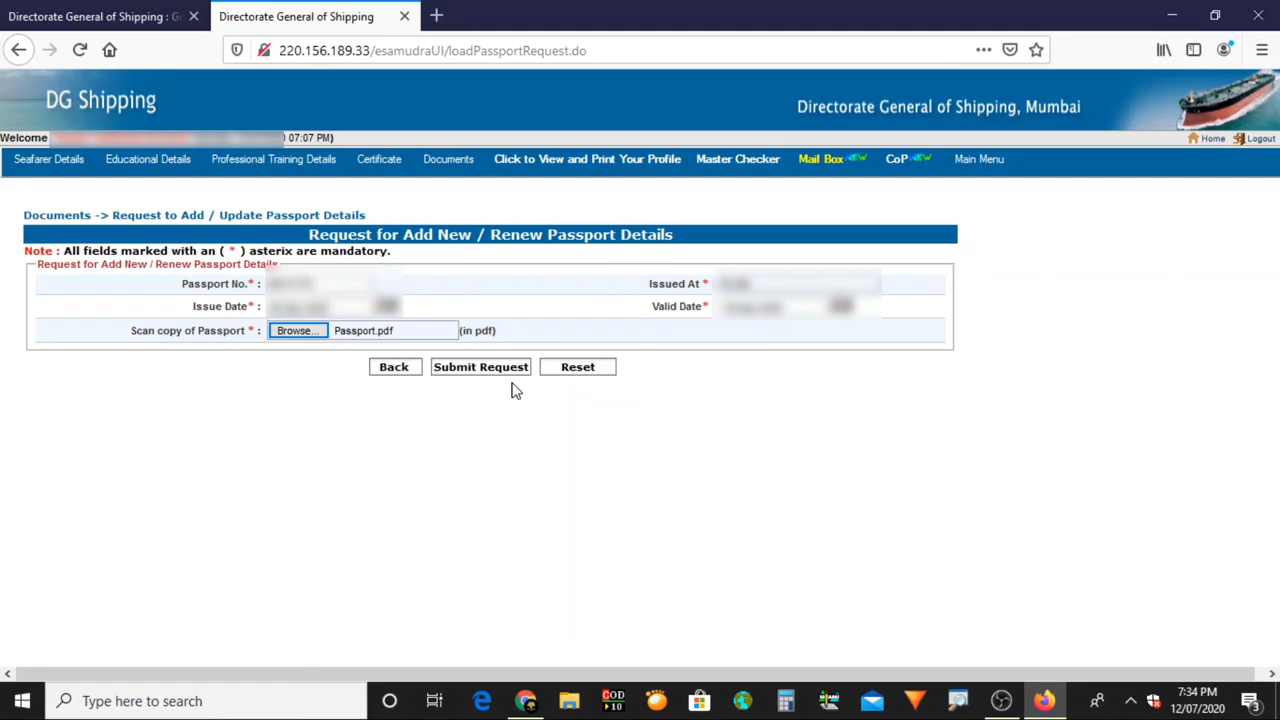 Directorate General of Shipping : G
Directorate General of Shipping
220.156.189.33/esamudraUI/loadPassportRequest.do
DG Shipping
Directorate General of Shipping, Mumbai
Welcome 07:07 PM)
Home Logout
Seafarer Details Educational Details Professional Training Details Certificate Documents Click to View and Print Your Profile Master Checker Mail Box NEW CoP NEW Main Menu
Documents -> Request to Add / Update Passport Details
Request for Add New / Renew Passport Details
Note : All fields marked with an ( * ) asterix are mandatory.
Request for Add New / Renew Passport Details
Passport No.* : Issued At *
Issue Date* : Valid Date*
Scan copy of Passport * : Browse... Passport.pdf (in pdf)
Back Submit Request Reset
Type here to search
COD
10
7:34 PM
12/07/2020
3